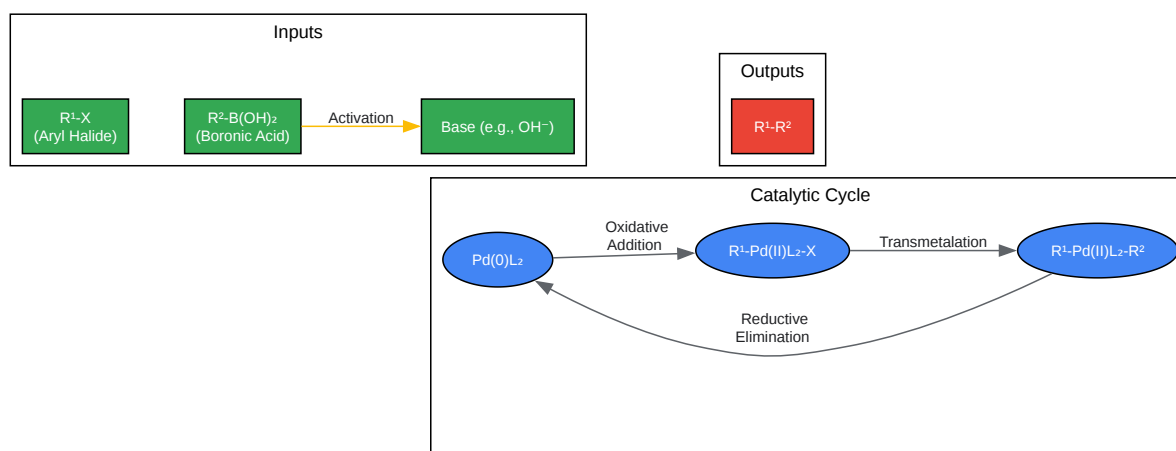 Inputs
R¹-X
(Aryl Halide)
R²-B(OH)₂
(Boronic Acid)
Activation
Base (e.g., OH⁻)
Outputs
R¹-R²
Catalytic Cycle
Pd(0)L₂
Oxidative
Addition
R¹-Pd(II)L₂-X
Transmetalation
R¹-Pd(II)L₂-R²
Reductive
Elimination